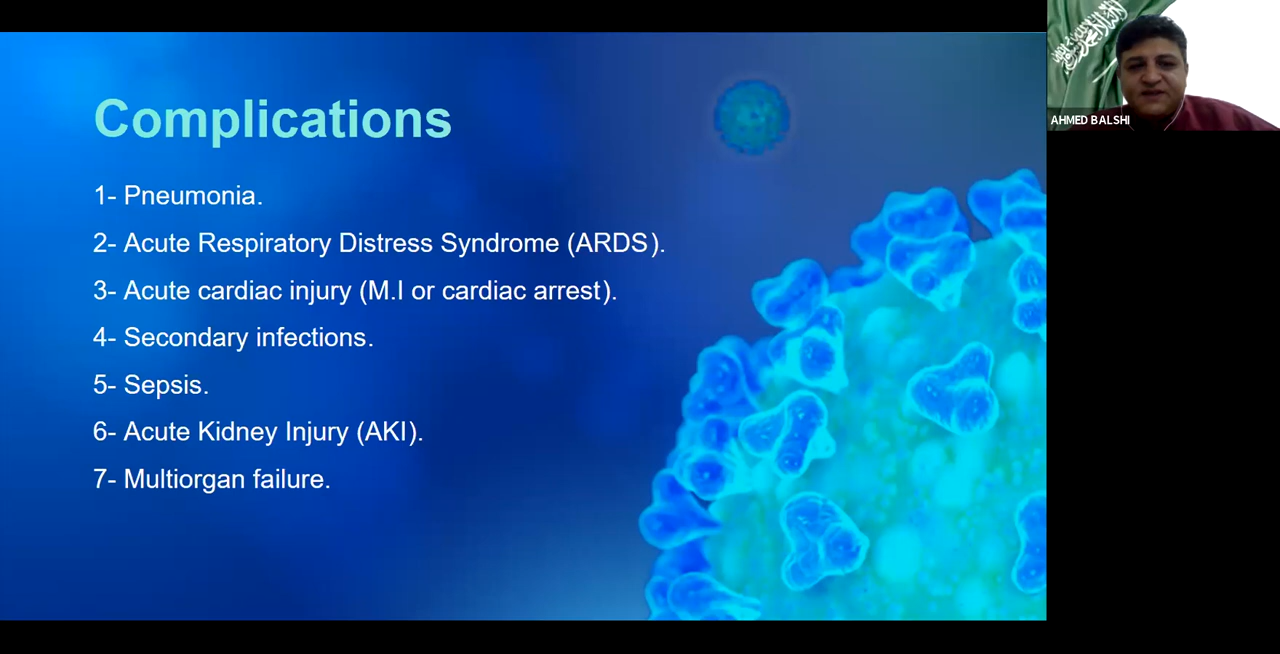 Complications
1- Pneumonia.
2- Acute Respiratory Distress Syndrome (ARDS).
3- Acute cardiac injury (M.I or cardiac arrest).
4- Secondary infections.
5- Sepsis.
6- Acute Kidney Injury (AKI).
7- Multiorgan failure.
AHMED BALSHI